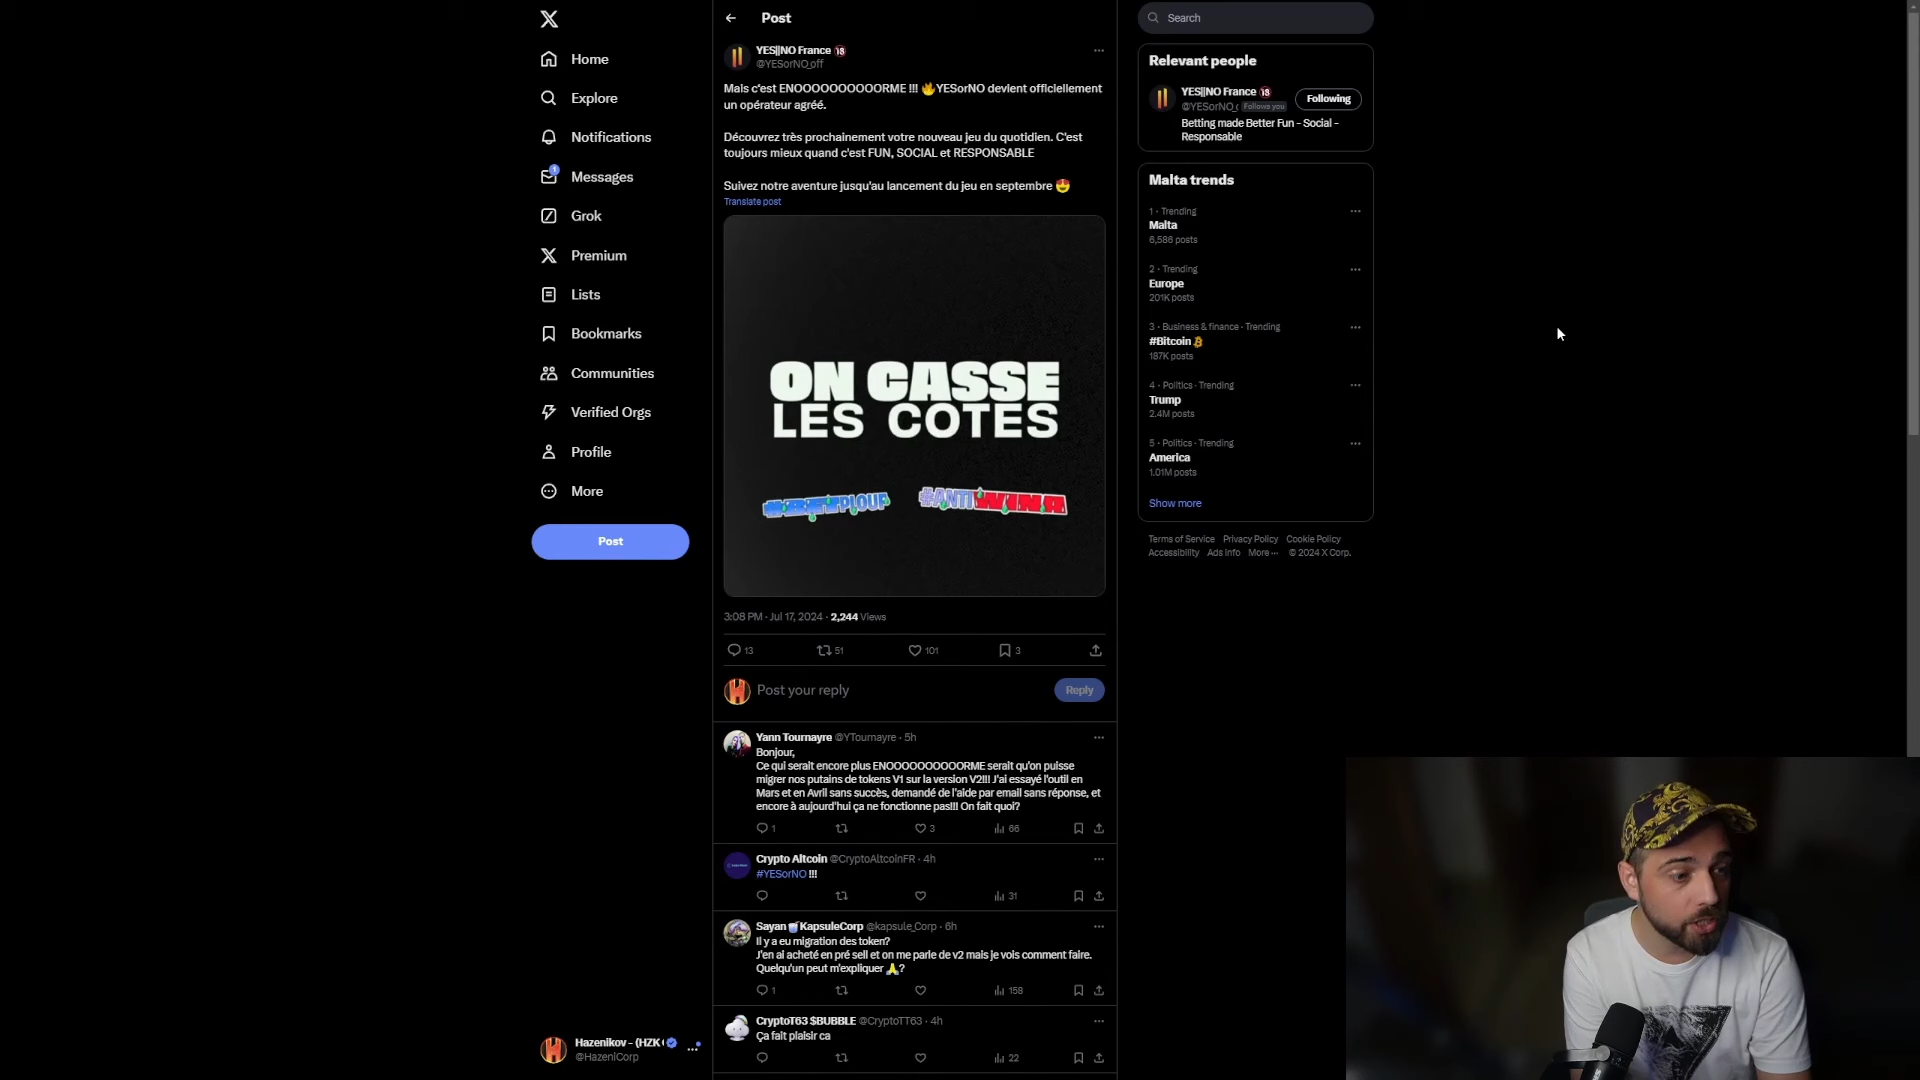 Home
Explore
Notifications
1
Messages
Grok
Premium
Lists
Bookmarks
Communities
Verified Orgs
Profile
More
Post
Hazenikov - (HZK
@HazeniCorp
Post
YES||NO France 🔞
@YESorNO_off
Mais c'est ENOOOOOOOOOORME !!! 🔥YESorNO devient officiellement
un opérateur agréé.
Découvrez très prochainement votre nouveau jeu du quotidien. C'est
toujours mieux quand c'est FUN, SOCIAL et RESPONSABLE
Suivez notre aventure jusqu'au lancement du jeu en septembre 😍
Translate post
ON CASSE
LES COTES
#ANTI
3:08 PM · Jul 17, 2024 · 2,244 Views
13 51 101 3
Post your reply
Reply
Yann Tournayre @YTournayre · 5h
Bonjour,
Ce qui serait encore plus ENOOOOOOOOOORME serait qu'on puisse
migrer nos putains de tokens V1 sur la version V2!!! J'ai essayé l'outil en
Mars et en Avril sans succès, demandé de l'aide par email sans réponse, et
encore à aujourd'hui ça ne fonctionne pas!!! On fait quoi?
1 3 66
Crypto Altcoin @CryptoAltcoinFR · 4h
#YESorNO !!!
31
Sayan🥛KapsuleCorp @kapsule_Corp · 6h
Il y a eu migration des token?
J'en ai acheté en pré sell et on me parle de v2 mais je vois comment faire.
Quelqu'un peut m'expliquer 🙏?
1 158
CryptoT63 $BUBBLE @CryptoTT63 · 4h
Ça fait plaisir ca
22
Search
Relevant people
YES||NO France 🔞
@YESorNO_( Follows you
Following
Betting made Better Fun - Social -
Responsable
Malta trends
1 · Trending
Malta
6,586 posts
2 · Trending
Europe
201K posts
3 · Business & finance · Trending
#Bitcoin
187K posts
4 · Politics · Trending
Trump
2.4M posts
5 · Politics · Trending
America
1.01M posts
Show more
Terms of Service Privacy Policy Cookie Policy
Accessibility Ads info More ··· © 2024 X Corp.